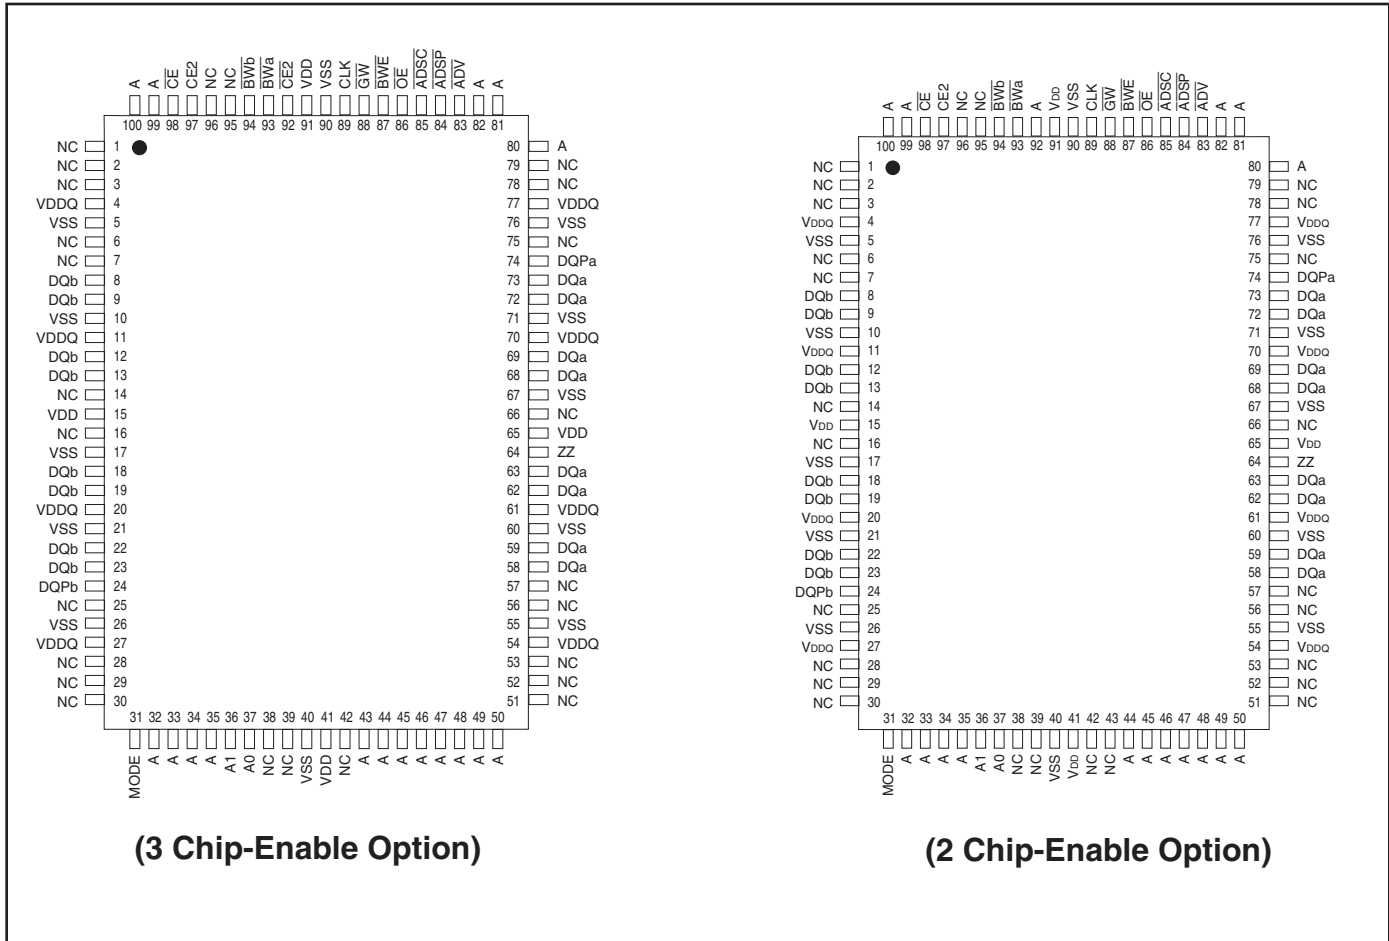 A A CE CE2 NC NC BWb BWa CE2 VDD VSS CLK GW BWE OE ADSC ADSP ADV A A
100 99 98 97 96 95 94 93 92 91 90 89 88 87 86 85 84 83 82 81
NC 1 80 A
NC 2 79 NC
NC 3 78 NC
VDDQ 4 77 VDDQ
VSS 5 76 VSS
NC 6 75 NC
NC 7 74 DQPa
DQb 8 73 DQa
DQb 9 72 DQa
VSS 10 71 VSS
VDDQ 11 70 VDDQ
DQb 12 69 DQa
DQb 13 68 DQa
NC 14 67 VSS
VDD 15 66 NC
NC 16 65 VDD
VSS 17 64 ZZ
DQb 18 63 DQa
DQb 19 62 DQa
VDDQ 20 61 VDDQ
VSS 21 60 VSS
DQb 22 59 DQa
DQb 23 58 DQa
DQPb 24 57 NC
NC 25 56 NC
VSS 26 55 VSS
VDDQ 27 54 VDDQ
NC 28 53 NC
NC 29 52 NC
NC 30 51 NC
31 32 33 34 35 36 37 38 39 40 41 42 43 44 45 46 47 48 49 50
MODE A A A A A1 A0 NC NC VSS VDD NC A A A A A A A A
(3 Chip-Enable Option)
A A CE CE2 NC NC BWb BWa A VDD VSS CLK GW BWE OE ADSC ADSP ADV A A
100 99 98 97 96 95 94 93 92 91 90 89 88 87 86 85 84 83 82 81
NC 1 80 A
NC 2 79 NC
NC 3 78 NC
VDDQ 4 77 VDDQ
VSS 5 76 VSS
NC 6 75 NC
NC 7 74 DQPa
DQb 8 73 DQa
DQb 9 72 DQa
VSS 10 71 VSS
VDDQ 11 70 VDDQ
DQb 12 69 DQa
DQb 13 68 DQa
NC 14 67 VSS
VDD 15 66 NC
NC 16 65 VDD
VSS 17 64 ZZ
DQb 18 63 DQa
DQb 19 62 DQa
VDDQ 20 61 VDDQ
VSS 21 60 VSS
DQb 22 59 DQa
DQb 23 58 DQa
DQPb 24 57 NC
NC 25 56 NC
VSS 26 55 VSS
VDDQ 27 54 VDDQ
NC 28 53 NC
NC 29 52 NC
NC 30 51 NC
31 32 33 34 35 36 37 38 39 40 41 42 43 44 45 46 47 48 49 50
MODE A A A A A1 A0 NC NC VSS VDD NC NC A A A A A A A
(2 Chip-Enable Option)